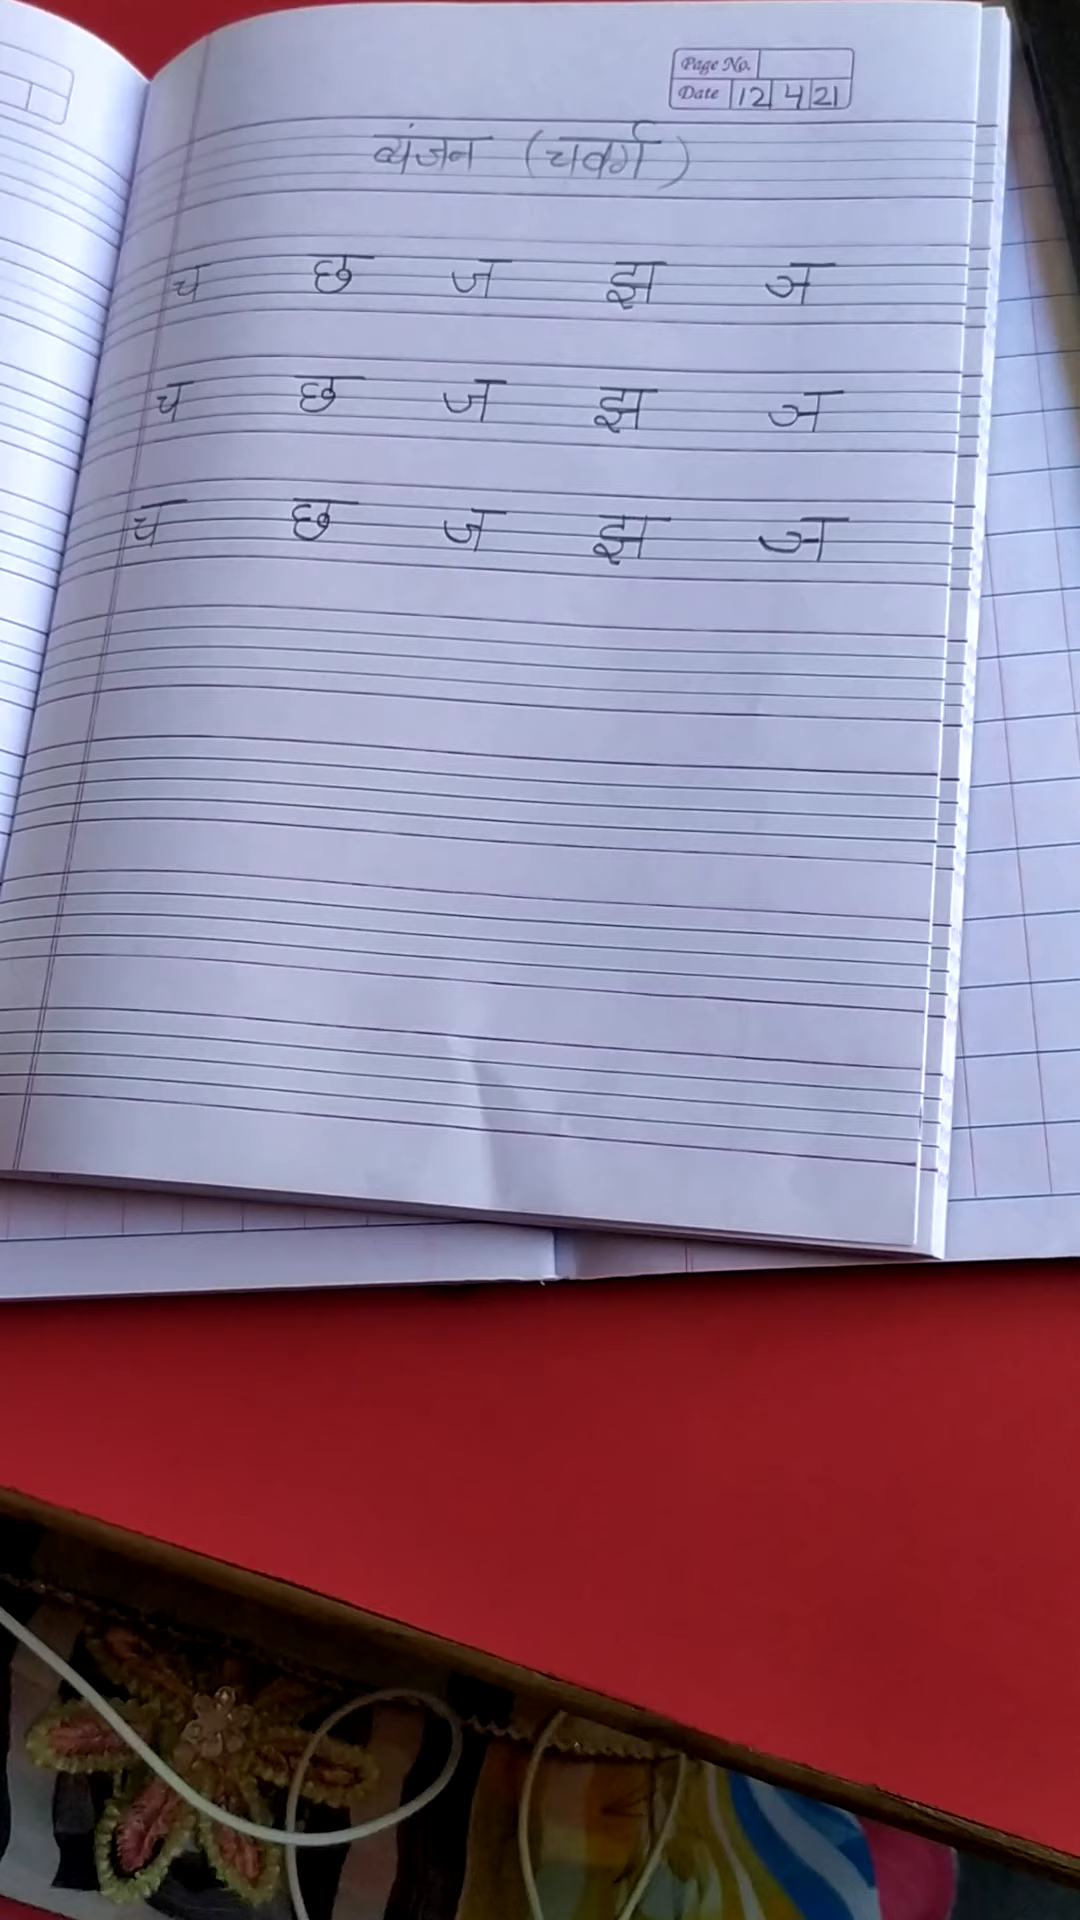 Page No.
Date 12 4 21
व्यंजन (चवर्ग)
च छ ज झ ञ
च छ ज झ ञ
च छ ज झ ञ